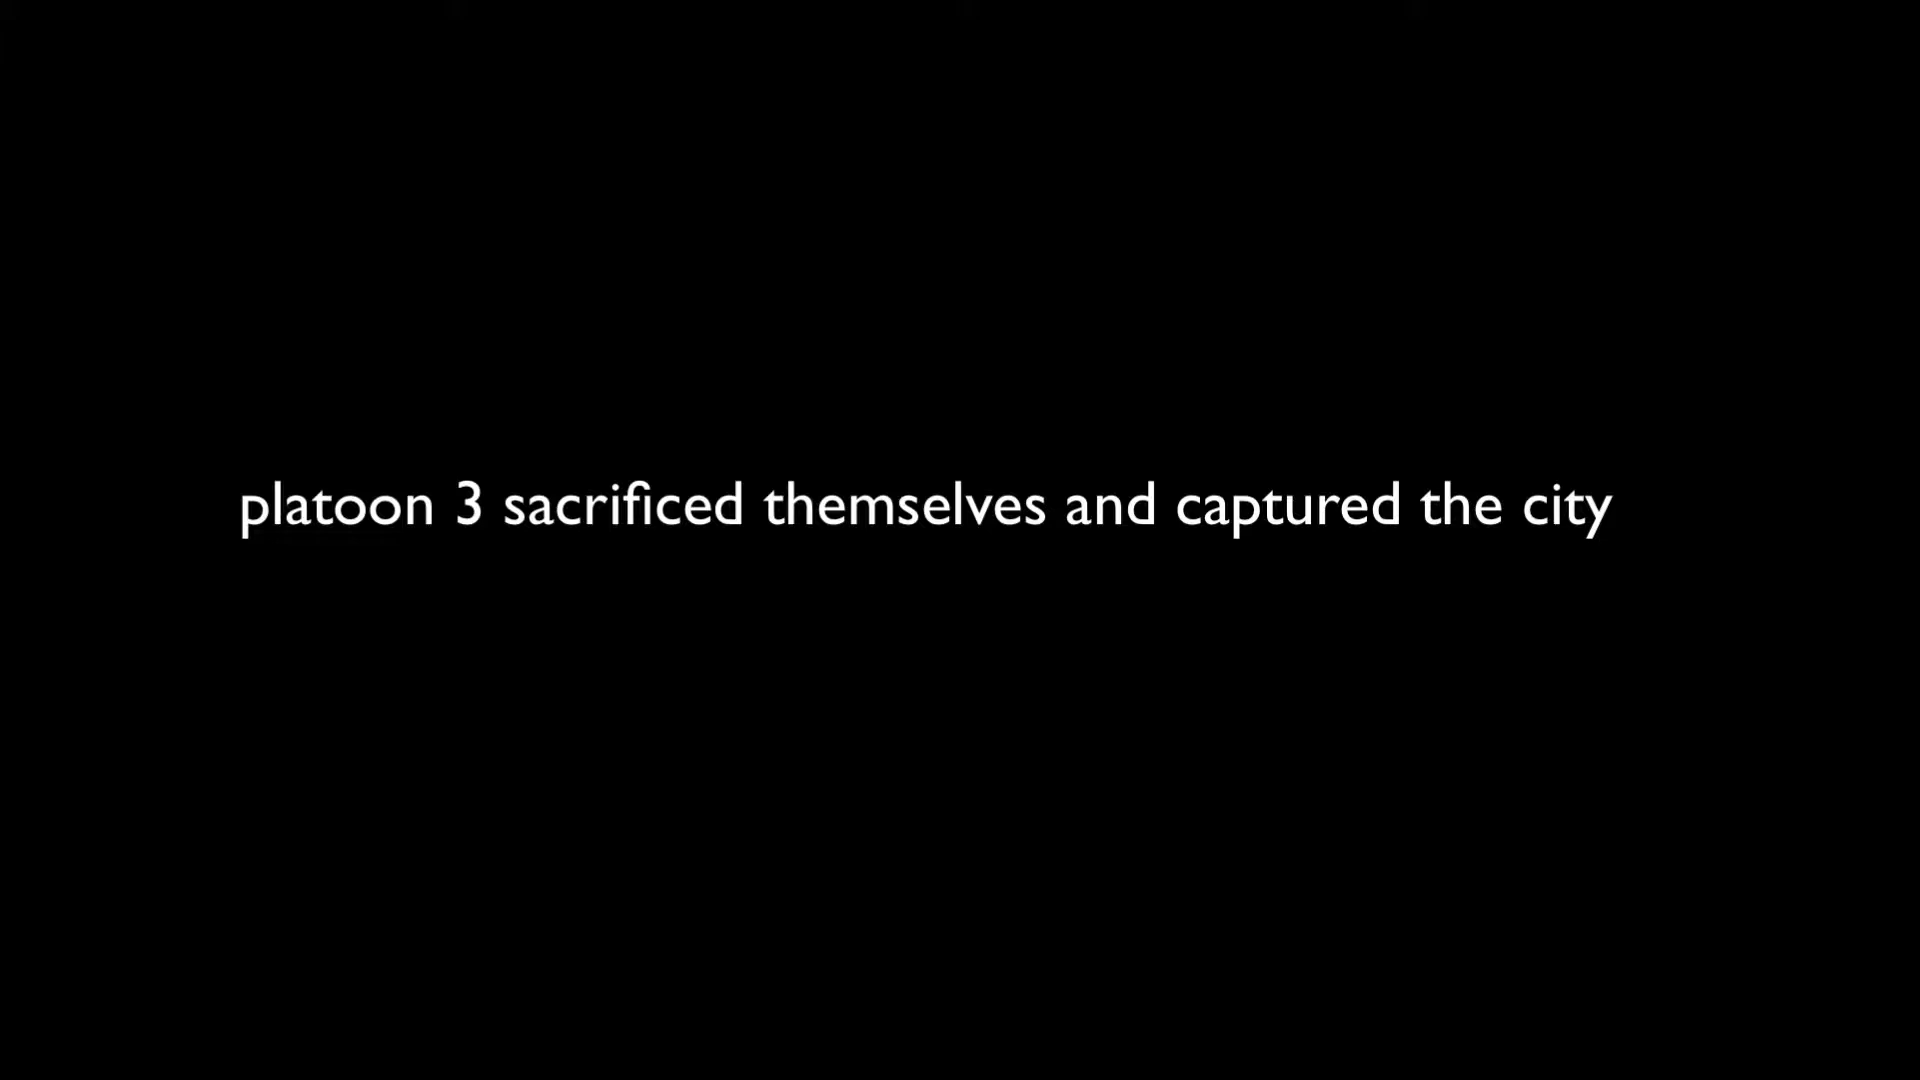 platoon 3 sacrificed themselves and captured the city